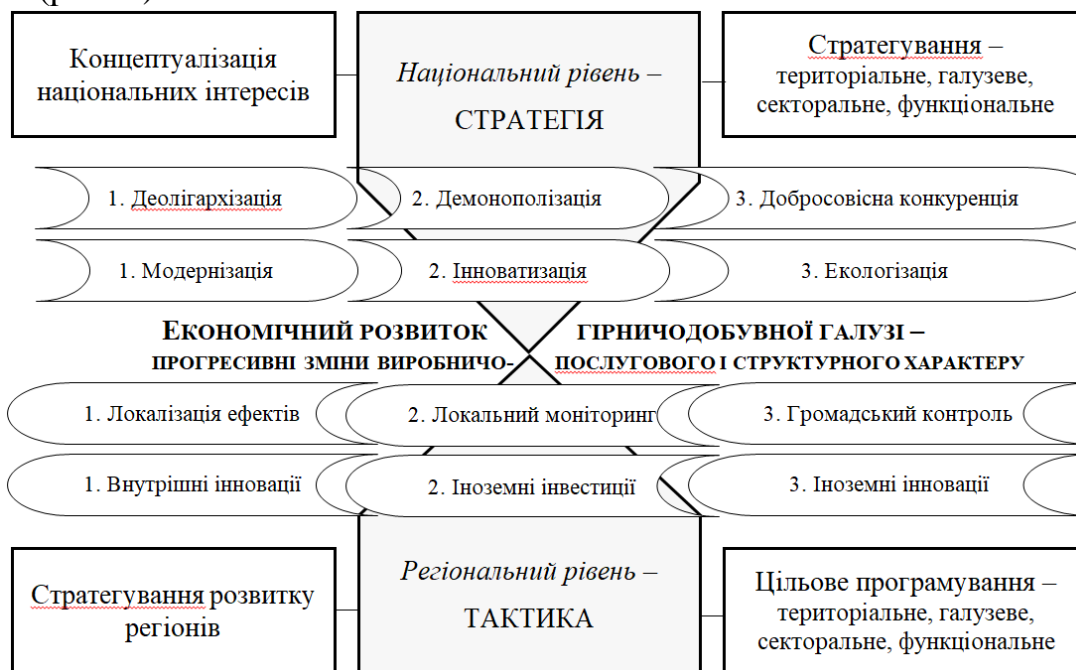 Концептуалізація
національних інтересів
Національний рівень –
СТРАТЕГІЯ
Стратегування –
територіальне, галузеве,
секторальне, функціональне
1. Деолігархізація
2. Демонополізація
3. Добросовісна конкуренція
1. Модернізація
2. Інноватизація
3. Екологізація
ЕКОНОМІЧНИЙ РОЗВИТОК ГІРНИЧОДОБУВНОЇ ГАЛУЗІ –
ПРОГРЕСИВНІ ЗМІНИ ВИРОБНИЧО-ПОСЛУГОВОГО І СТРУКТУРНОГО ХАРАКТЕРУ
1. Локалізація ефектів
2. Локальний моніторинг
3. Громадський контроль
1. Внутрішні інновації
2. Іноземні інвестиції
3. Іноземні інновації
Стратегування розвитку
регіонів
Регіональний рівень –
ТАКТИКА
Цільове програмування –
територіальне, галузеве,
секторальне, функціональне